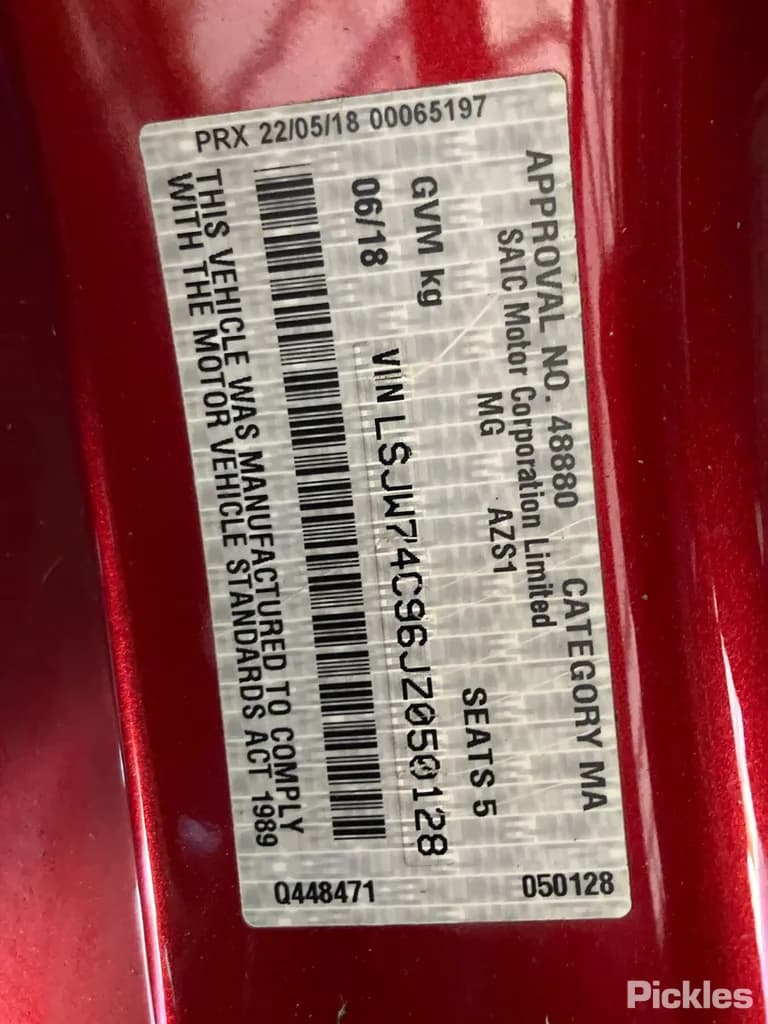 PRX 22/05/18 00065197
APPROVAL NO. 48880 CATEGORY MA
SAIC Motor Corporation Limited
MG AZS1 SEATS 5
GVM kg
06/18 VIN LSJW74C96JZ050128
THIS VEHICLE WAS MANUFACTURED TO COMPLY
WITH THE MOTOR VEHICLE STANDARDS ACT 1989
Q448471 050128
Pickles